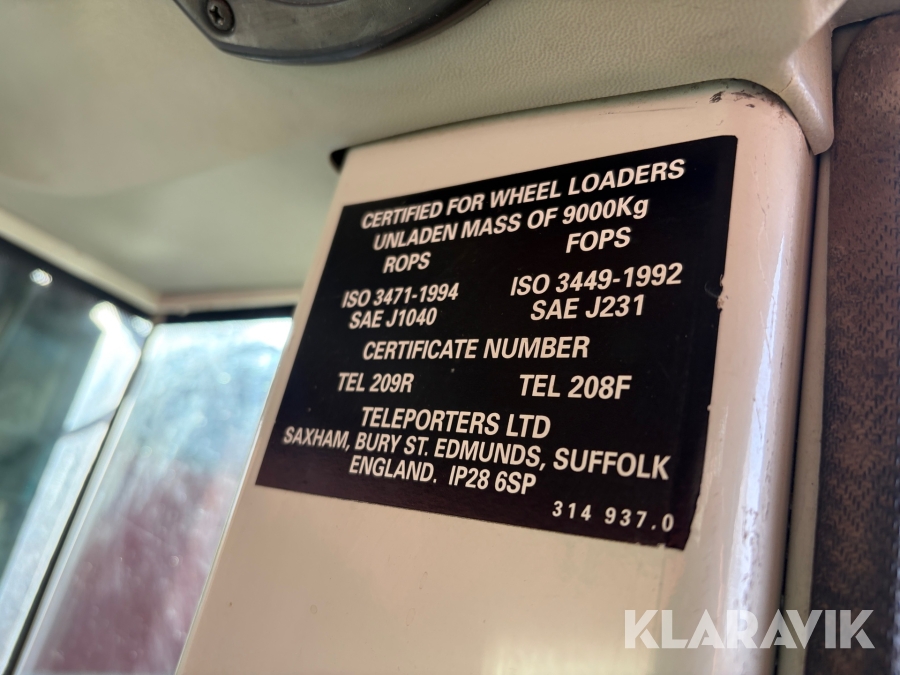 CERTIFIED FOR WHEEL LOADERS
UNLADEN MASS OF 9000Kg
ROPS FOPS
ISO 3471-1994 ISO 3449-1992
SAE J1040 SAE J231
CERTIFICATE NUMBER
TEL 209R TEL 208F
TELEPORTERS LTD
SAXHAM, BURY ST. EDMUNDS, SUFFOLK
ENGLAND. IP28 6SP
314 937.0
KLARAVIK